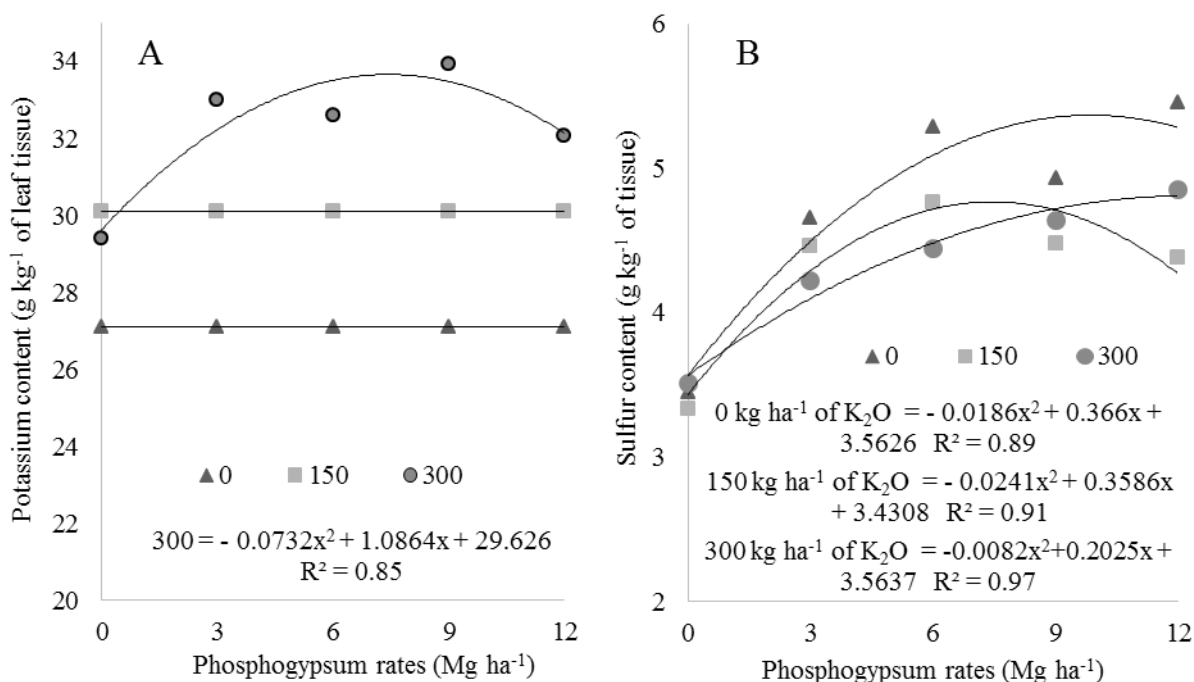 A
Potassium content (g kg⁻¹ of leaf tissue)
34
32
30
28
26
24
22
20
0 150 300
300 = - 0.0732x² + 1.0864x + 29.626
R² = 0.85
0 3 6 9 12
Phosphogypsum rates (Mg ha⁻¹)
B
Sulfur content (g kg⁻¹ of tissue)
6
5
4
3
2
0 150 300
0 kg ha⁻¹ of K₂O = - 0.0186x² + 0.366x +
3.5626 R² = 0.89
150 kg ha⁻¹ of K₂O = - 0.0241x² + 0.3586x
+ 3.4308 R² = 0.91
300 kg ha⁻¹ of K₂O = -0.0082x²+0.2025x +
3.5637 R² = 0.97
0 3 6 9 12
Phosphogypsum rates (Mg ha⁻¹)